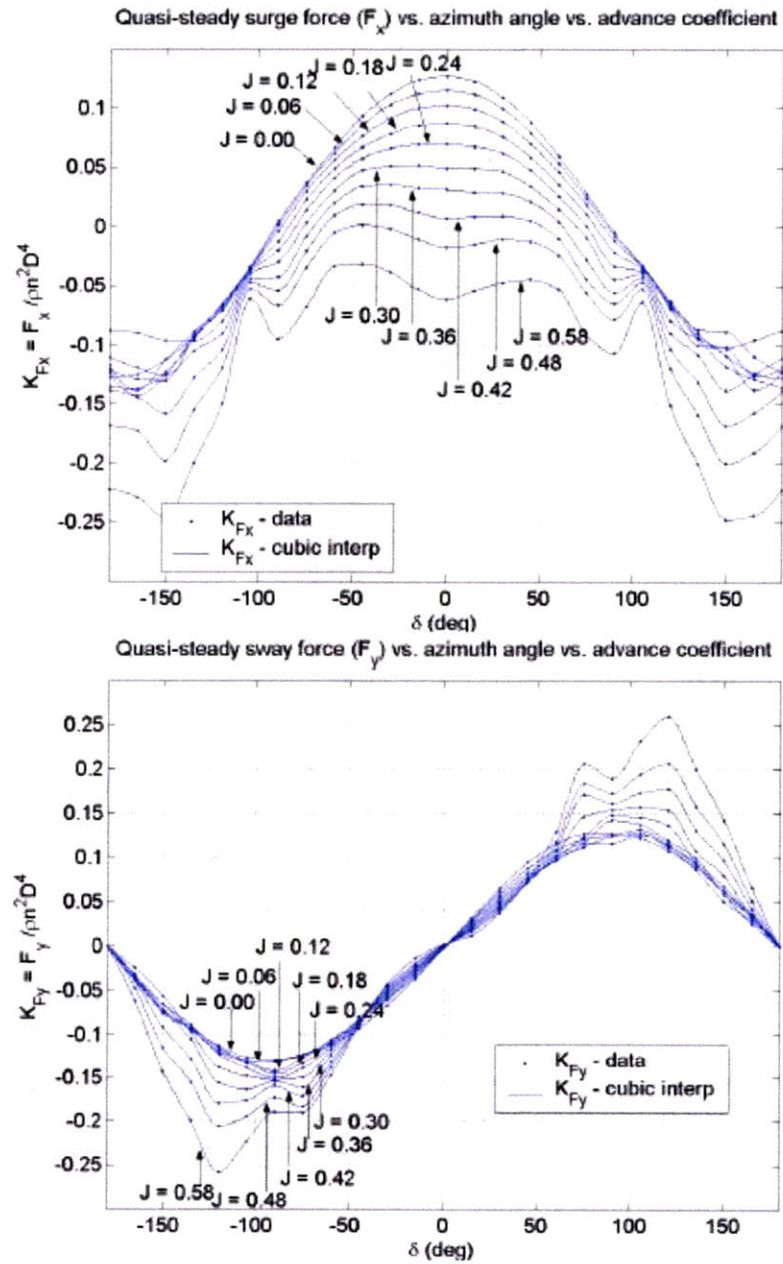 Quasi-steady surge force (F_x) vs. azimuth angle vs. advance coefficient
J = 0.24
J = 0.18
J = 0.12
J = 0.06
J = 0.00
0.1
0.05
0
-0.05
-0.1
-0.15
-0.2
-0.25
K_Fx = F_x /ρn²D⁴
J = 0.30
J = 0.36
J = 0.58
J = 0.48
J = 0.42
K_Fx - data
K_Fx - cubic interp
-150 -100 -50 0 50 100 150
δ (deg)
Quasi-steady sway force (F_y) vs. azimuth angle vs. advance coefficient
0.25
0.2
0.15
0.1
0.05
0
-0.05
-0.1
-0.15
-0.2
-0.25
K_Fy = F_y /ρn²D⁴
J = 0.12
J = 0.06
J = 0.18
J = 0.00
J = 0.24
K_Fy - data
K_Fy - cubic interp
J = 0.30
J = 0.36
J = 0.42
J = 0.58
J = 0.48
-150 -100 -50 0 50 100 150
δ (deg)